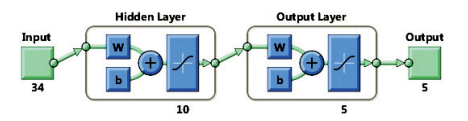 Hidden Layer
Output Layer
Input
Output
W
b
+
W
b
+
34
10
5
5